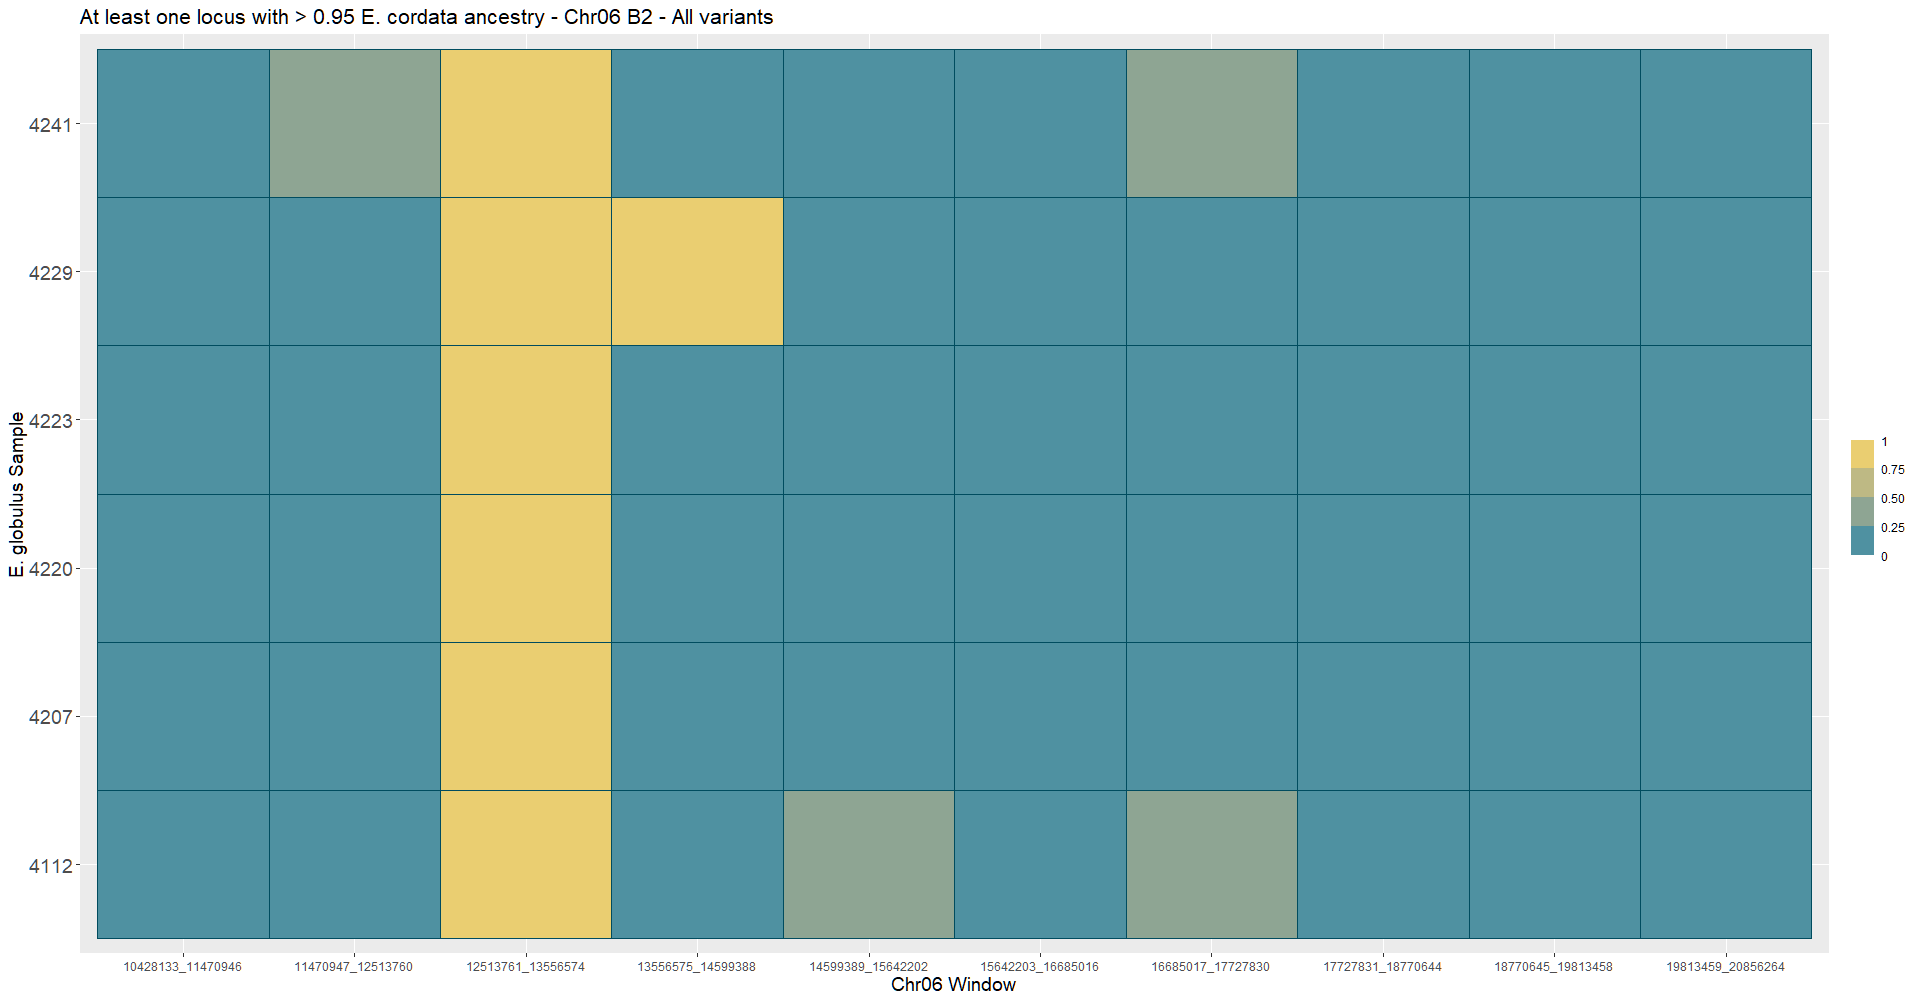 At least one locus with > 0.95 E. cordata ancestry - Chr06 B2 - All variants
E. globulus Sample
4241
4229
4223
4220
4207
4112
10428133_11470946 11470947_12513760 12513761_13556574 13556575_14599388 14599389_15642202 15642203_16685016 16685017_17727830 17727831_18770644 18770645_19813458 19813459_20856264
Chr06 Window
1
0.75
0.50
0.25
0